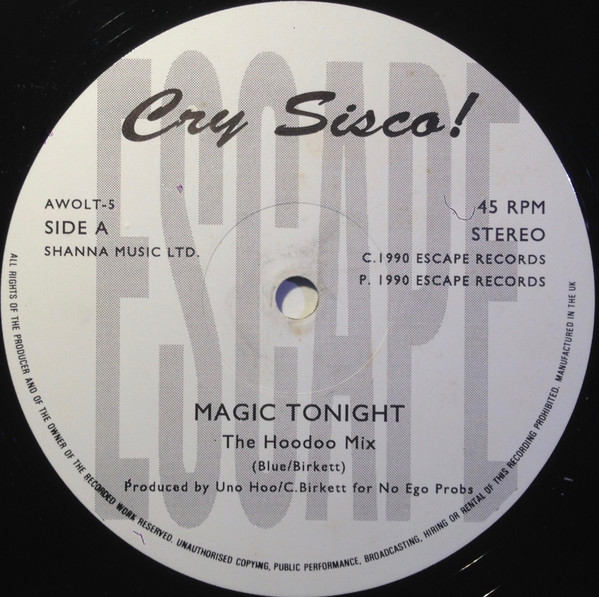 ESCAPE
Cry Sisco!
AWOLT-5
SIDE A
SHANNA MUSIC LTD.
45 RPM
STEREO
C.1990 ESCAPE RECORDS
P. 1990 ESCAPE RECORDS
MAGIC TONIGHT
The Hoodoo Mix
(Blue/Birkett)
Produced by Uno Hoo/C.Birkett for No Ego Probs
ALL RIGHTS OF THE PRODUCER AND OF THE OWNER OF THE RECORDED WORK RESERVED. UNAUTHORISED COPYING, PUBLIC PERFORMANCE, BROADCASTING, HIRING OR RENTAL OF THIS RECORDING PROHIBITED. MANUFACTURED IN THE UK